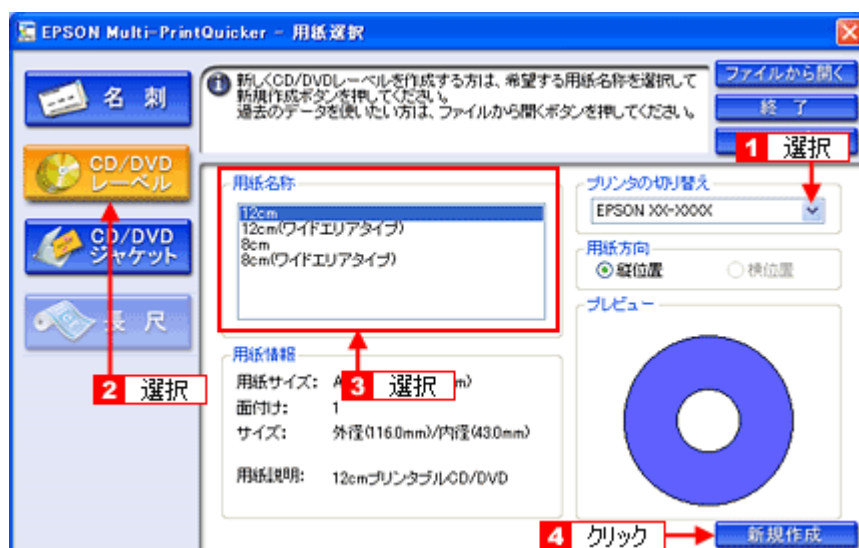 EPSON Multi-PrintQuicker - 用紙選択
名 刺
CD/DVD
レーベル
CD/DVD
ジャケット
長 尺
新しくCD/DVDレーベルを作成する方は、希望する用紙名称を選択して
新規作成ボタンを押してください。
過去のデータを使いたい方は、ファイルから開くボタンを押してください。
ファイルから開く
終 了
1 選択
2 選択
用紙名称
12cm
12cm(ワイドエリアタイプ)
8cm
8cm(ワイドエリアタイプ)
3 選択
用紙情報
用紙サイズ: A m)
面付け: 1
サイズ: 外径(116.0mm)/内径(43.0mm)
用紙説明: 12cmプリンタブルCD/DVD
プリンタの切り替え
EPSON XX-XXXX
用紙方向
縦位置 横位置
プレビュー
4 クリック
新規作成